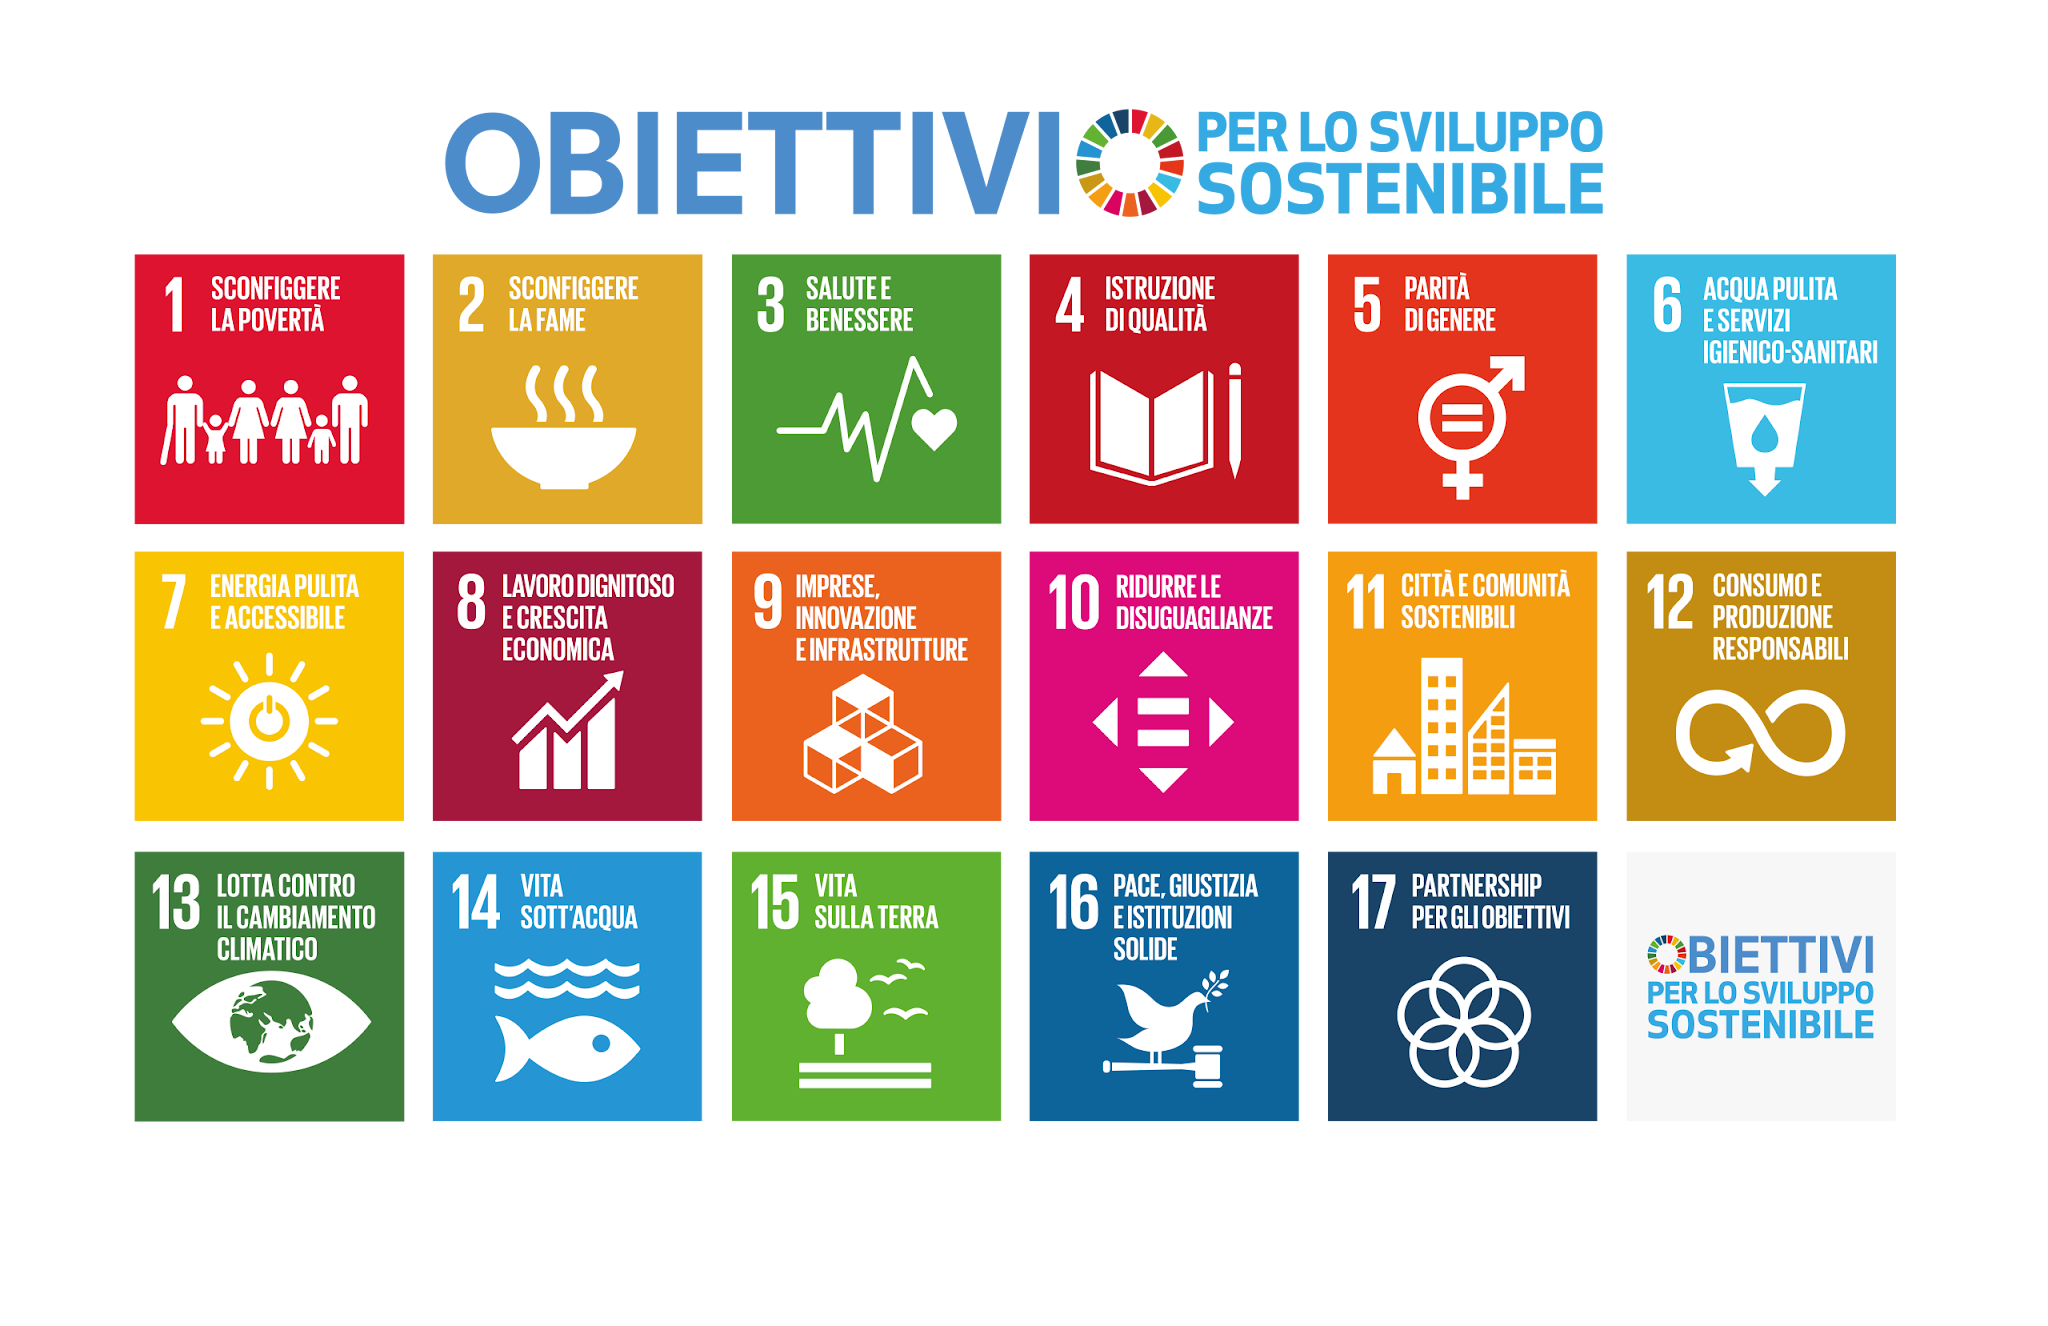 OBIETTIVI
PER LO SVILUPPO
SOSTENIBILE
1 SCONFIGGERE
LA POVERTÀ
2 SCONFIGGERE
LA FAME
3 SALUTE E
BENESSERE
4 ISTRUZIONE
DI QUALITÀ
5 PARITÀ
DI GENERE
6 ACQUA PULITA
E SERVIZI
IGIENICO-SANITARI
7 ENERGIA PULITA
E ACCESSIBILE
8 LAVORO DIGNITOSO
E CRESCITA
ECONOMICA
9 IMPRESE,
INNOVAZIONE
E INFRASTRUTTURE
10 RIDURRE LE
DISUGUAGLIANZE
11 CITTÀ E COMUNITÀ
SOSTENIBILI
12 CONSUMO E
PRODUZIONE
RESPONSABILI
13 LOTTA CONTRO
IL CAMBIAMENTO
CLIMATICO
14 VITA
SOTT'ACQUA
15 VITA
SULLA TERRA
16 PACE, GIUSTIZIA
E ISTITUZIONI
SOLIDE
17 PARTNERSHIP
PER GLI OBIETTIVI
OBIETTIVI
PER LO SVILUPPO
SOSTENIBILE